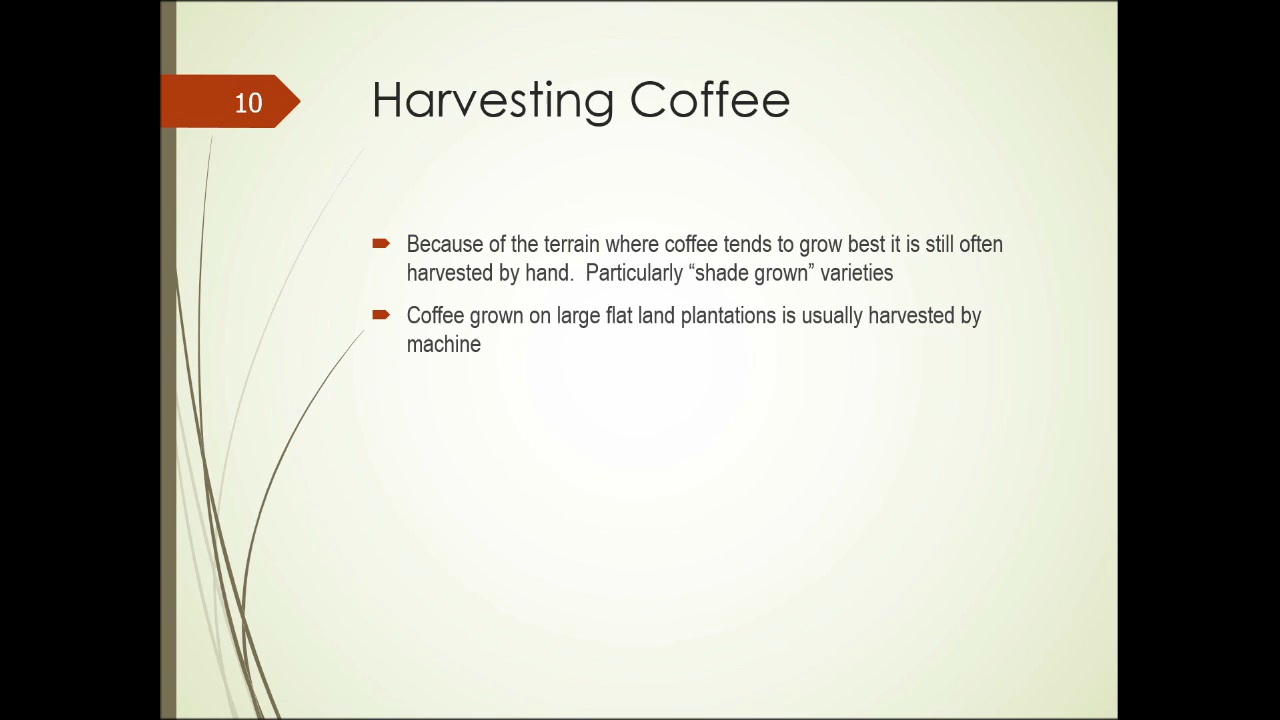 10
Harvesting Coffee
Because of the terrain where coffee tends to grow best it is still often
harvested by hand.  Particularly “shade grown” varieties
Coffee grown on large flat land plantations is usually harvested by
machine